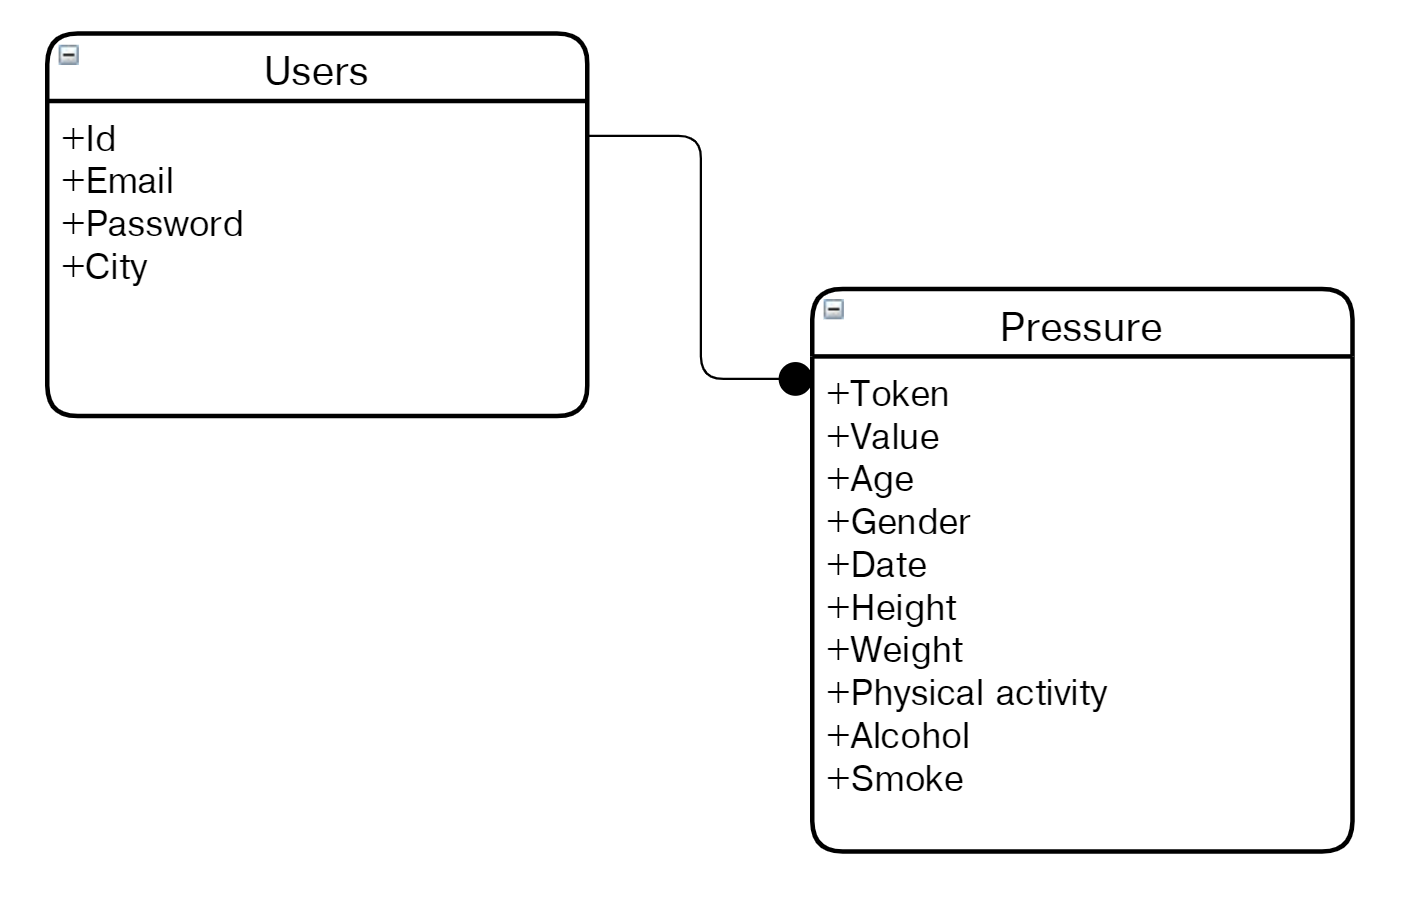 Users
+Id
+Email
+Password
+City
Pressure
+Token
+Value
+Age
+Gender
+Date
+Height
+Weight
+Physical activity
+Alcohol
+Smoke